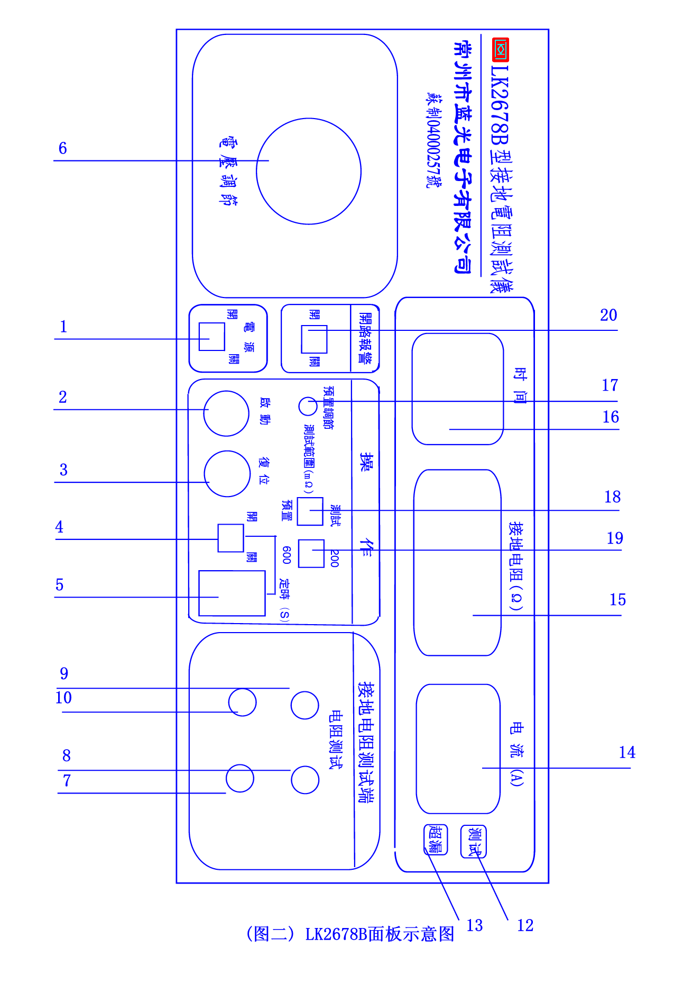 LK2678B型接地電阻測試儀
常州市蓝光电子有限公司
蘇制04000257號
電壓調節
6
開
電源
關
1
開路報警
開
關
20
时间
17
16
接地电阻(Ω)
15
电流(A)
14
测试
超漏
12
13
操作
預置調節
測試範圍(mΩ)
測試
預置
18
200
600
19
啟動
2
復位
3
開
關
4
定時(S)
5
接地电阻测试端
电阻测试
9
10
8
7
(图二) LK2678B面板示意图